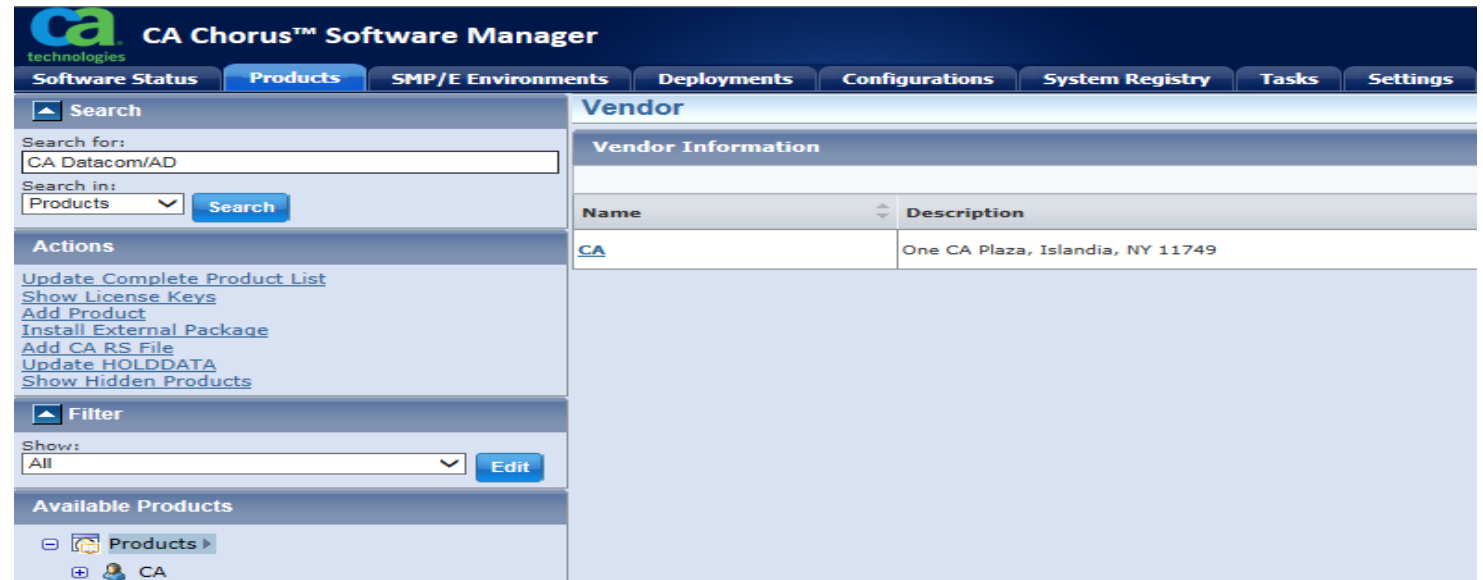 ca
technologies
CA Chorus™ Software Manager
Software Status Products SMP/E Environments Deployments Configurations System Registry Tasks Settings
Search
Search for:
CA Datacom/AD
Search in:
Products Search
Actions
Update Complete Product List
Show License Keys
Add Product
Install External Package
Add CA RS File
Update HOLDDATA
Show Hidden Products
Filter
Show:
All Edit
Available Products
Products
CA
Vendor
Vendor Information
Name Description
CA One CA Plaza, Islandia, NY 11749